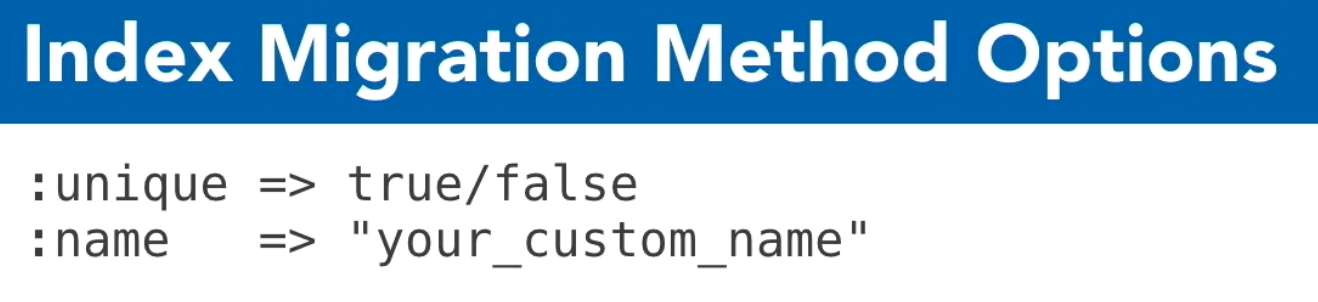 Index Migration Method Options
:unique => true/false
:name   => "your_custom_name"